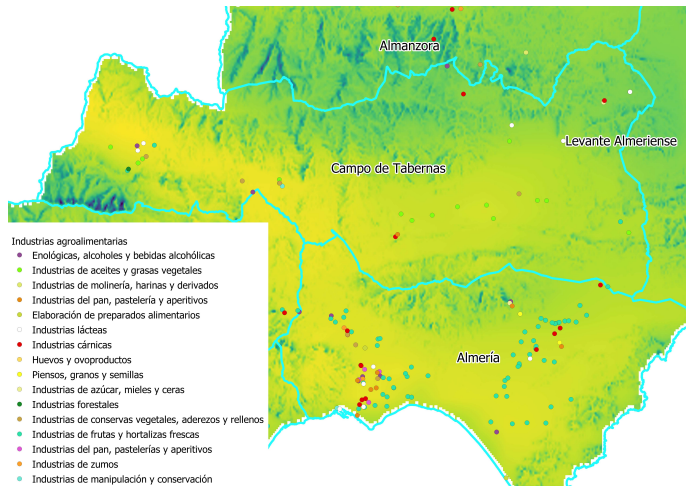 Almanzora
Levante Almeriense
Campo de Tabernas
Almería
Industrias agroalimentarias
Enológicas, alcoholes y bebidas alcohólicas
Industrias de aceites y grasas vegetales
Industrias de molinería, harinas y derivados
Industrias del pan, pastelería y aperitivos
Elaboración de preparados alimentarios
Industrias lácteas
Industrias cárnicas
Huevos y ovoproductos
Piensos, granos y semillas
Industrias de azúcar, mieles y ceras
Industrias forestales
Industrias de conservas vegetales, aderezos y rellenos
Industrias de frutas y hortalizas frescas
Industrias del pan, pastelerías y aperitivos
Industrias de zumos
Industrias de manipulación y conservación